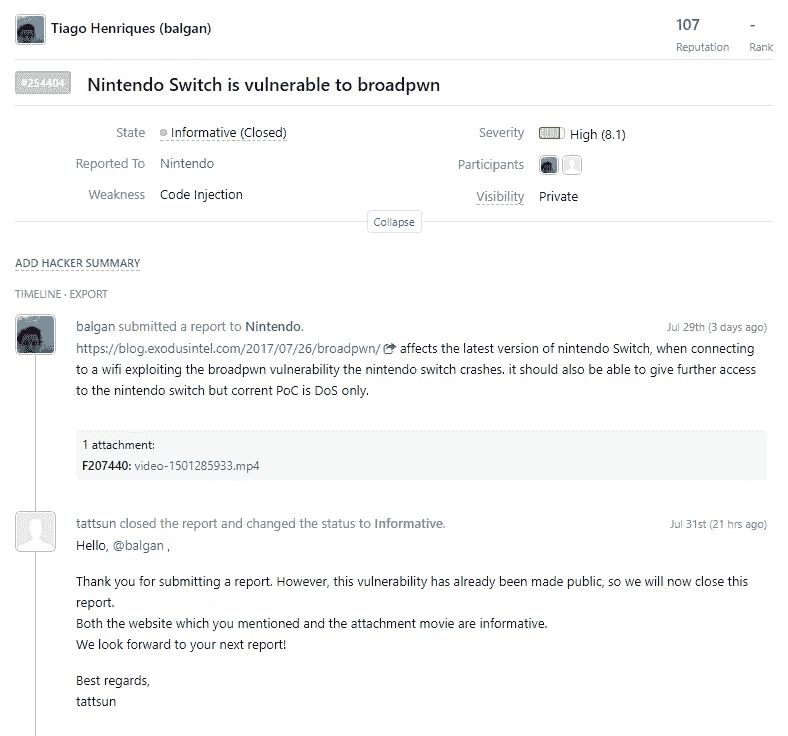 Tiago Henriques (balgan)
107
-
Reputation
Rank
#254404
Nintendo Switch is vulnerable to broadpwn
State
Informative (Closed)
Severity
High (8.1)
Reported To
Nintendo
Participants
Weakness
Code Injection
Visibility
Private
Collapse
ADD HACKER SUMMARY
TIMELINE · EXPORT
balgan submitted a report to Nintendo.
Jul 29th (3 days ago)
https://blog.exodusintel.com/2017/07/26/broadpwn/ affects the latest version of nintendo Switch, when connecting
to a wifi exploiting the broadpwn vulnerability the nintendo switch crashes. it should also be able to give further access
to the nintendo switch but corrent PoC is DoS only.
1 attachment:
F207440: video-1501285933.mp4
tattsun closed the report and changed the status to Informative.
Jul 31st (21 hrs ago)
Hello, @balgan ,
Thank you for submitting a report. However, this vulnerability has already been made public, so we will now close this
report.
Both the website which you mentioned and the attachment movie are informative.
We look forward to your next report!
Best regards,
tattsun